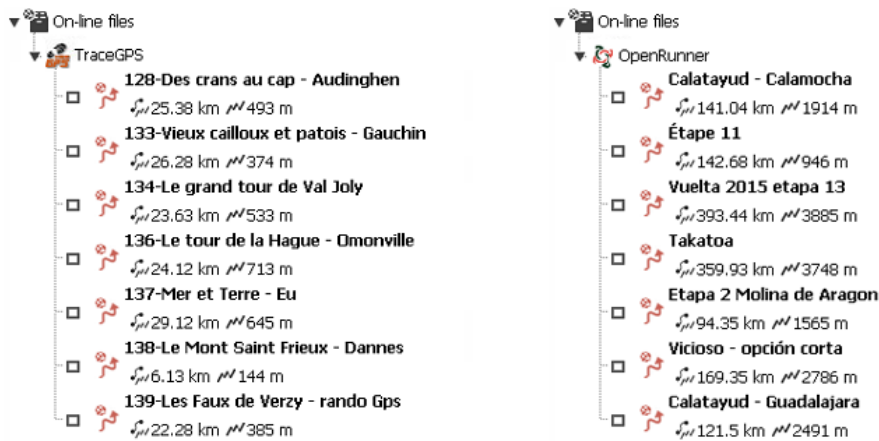 On-line files
TraceGPS
128-Des crans au cap - Audinghen
25.38 km 493 m
133-Vieux cailloux et patois - Gauchin
26.28 km 374 m
134-Le grand tour de Val Joly
23.63 km 533 m
136-Le tour de la Hague - Omonville
24.12 km 713 m
137-Mer et Terre - Eu
29.12 km 645 m
138-Le Mont Saint Frieux - Dannes
6.13 km 144 m
139-Les Faux de Verzy - rando Gps
22.28 km 385 m
On-line files
OpenRunner
Calatayud - Calamocha
141.04 km 1914 m
Étape 11
142.68 km 946 m
Vuelta 2015 etapa 13
393.44 km 3885 m
Takatoa
359.93 km 3748 m
Etapa 2 Molina de Aragon
94.35 km 1565 m
Vicioso - opción corta
169.35 km 2786 m
Calatayud - Guadalajara
121.5 km 2491 m